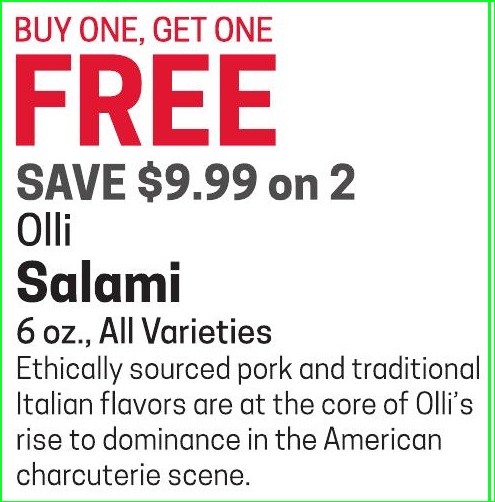 BUY ONE, GET ONE
FREE
SAVE $9.99 on 2
Olli
Salami
6 oz., All Varieties
Ethically sourced pork and traditional
Italian flavors are at the core of Olli's
rise to dominance in the American
charcuterie scene.